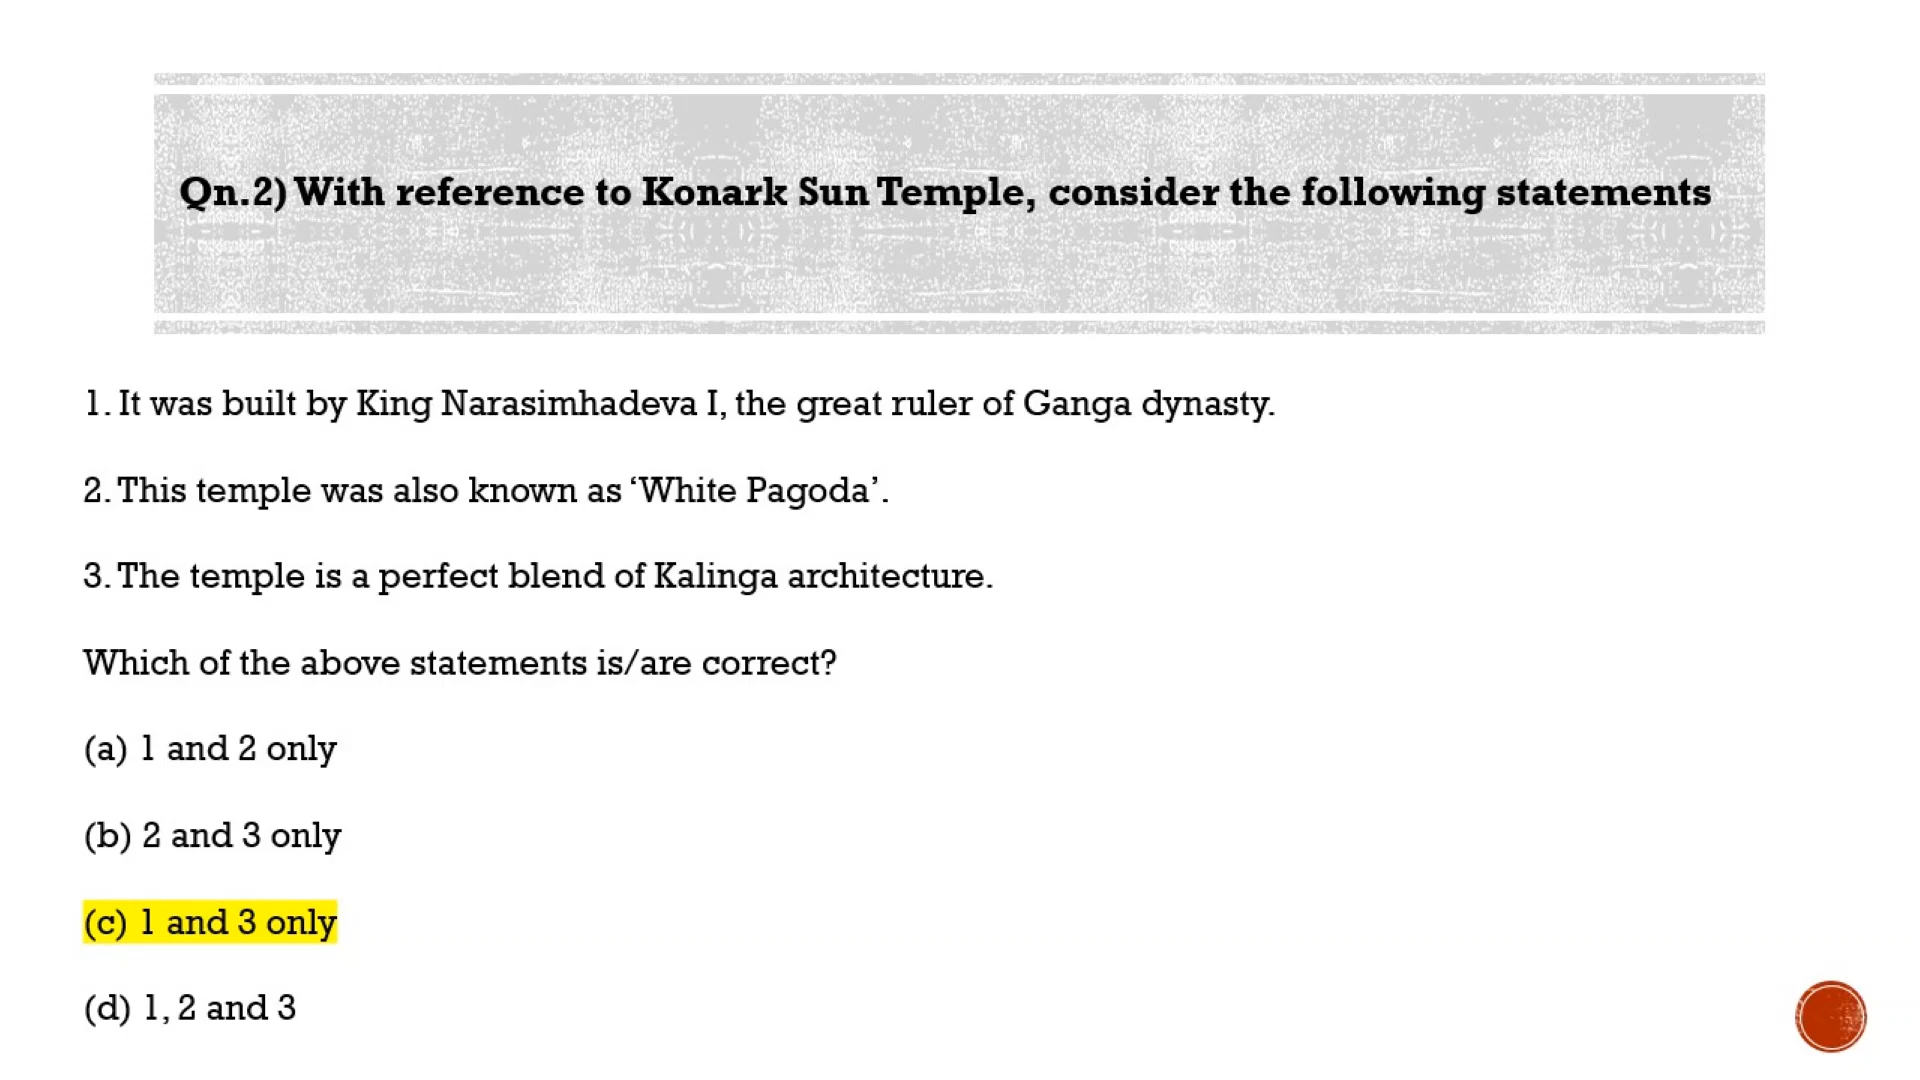 Qn.2) With reference to Konark Sun Temple, consider the following statements
1. It was built by King Narasimhadeva I, the great ruler of Ganga dynasty.
2. This temple was also known as ‘White Pagoda’.
3. The temple is a perfect blend of Kalinga architecture.
Which of the above statements is/are correct?
(a) 1 and 2 only
(b) 2 and 3 only
(c) 1 and 3 only
(d) 1, 2 and 3